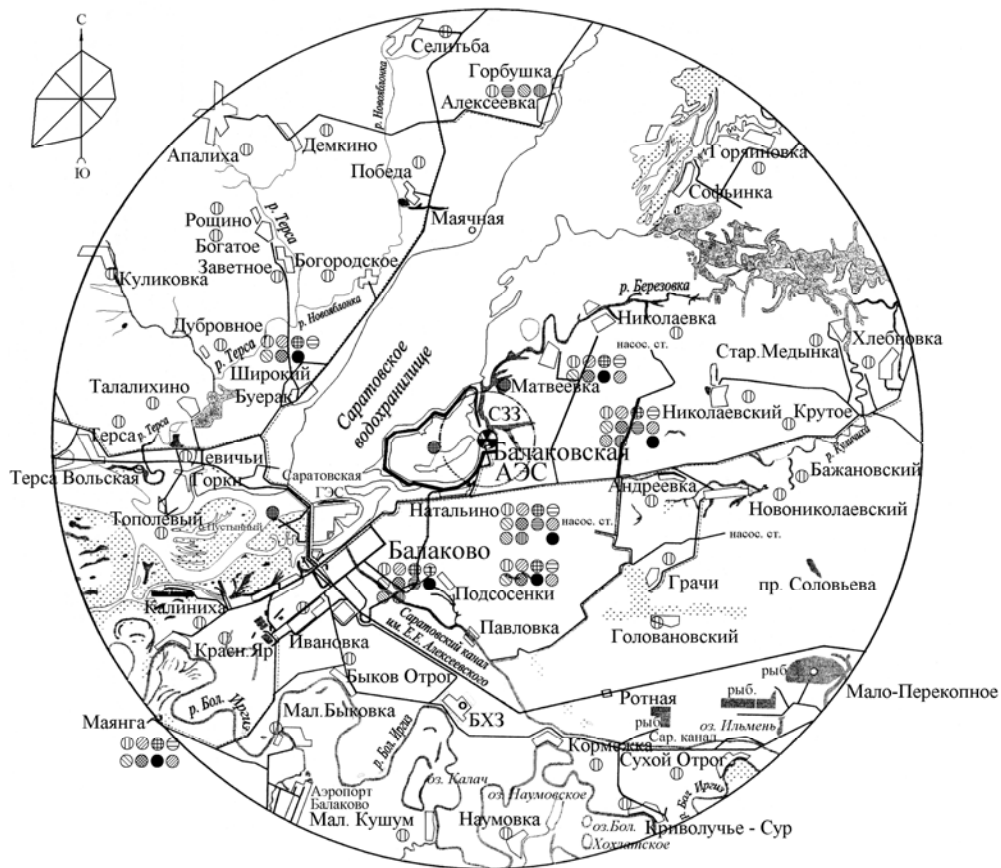 С
Ю
Селитьба
р. Новояблонка
Горбушка
Алексеевка
Демкино
Апалиха
Победа
Маячная
Горяиновка
Софьинка
р. Терса
Рощино
Богатое
Заветное
Богородское
Куликовка
р. Новояблонка
р. Березовка
Николаевка
Дубровное
р. Терса
Широкий
Буерак
насос. ст.
Стар.Медынка
Хлебновка
Саратовское
водохранилище
Матвеевка
Талалихино
СЗЗ
Николаевский
Крутое
Терса
р. Терса
Балаковская
АЭС
Девичьи
Горки
Терса Вольская
Саратовская
ГЭС
Андреевка
Бажановский
Новониколаевский
Тополевый
о. Пустынный
Натальино
насос. ст.
насос. ст.
Балаково
Грачи
пр. Соловьева
Подсосенки
Калиниха
Павловка
Головановский
Саратовский канал
им. Е.Е. Алексеевского
Ивановка
Красн.Яр
Быков Отрог
рыб.
Мало-Перекопное
р. Бол. Иргиз
Ротная
рыб.
рыб.
оз. Ильмень
Сар. канал
Маянга
Мал.Быковка
БХЗ
р. Бол. Иргиз
Кормежка
Сухой Отрог
оз. Калач
оз. Наумовское
р. Бол. Иргиз
Аэропорт
Балаково
Мал. Кушум
Наумовка
оз.Бол.
Хохлатское
Криволучье - Сур